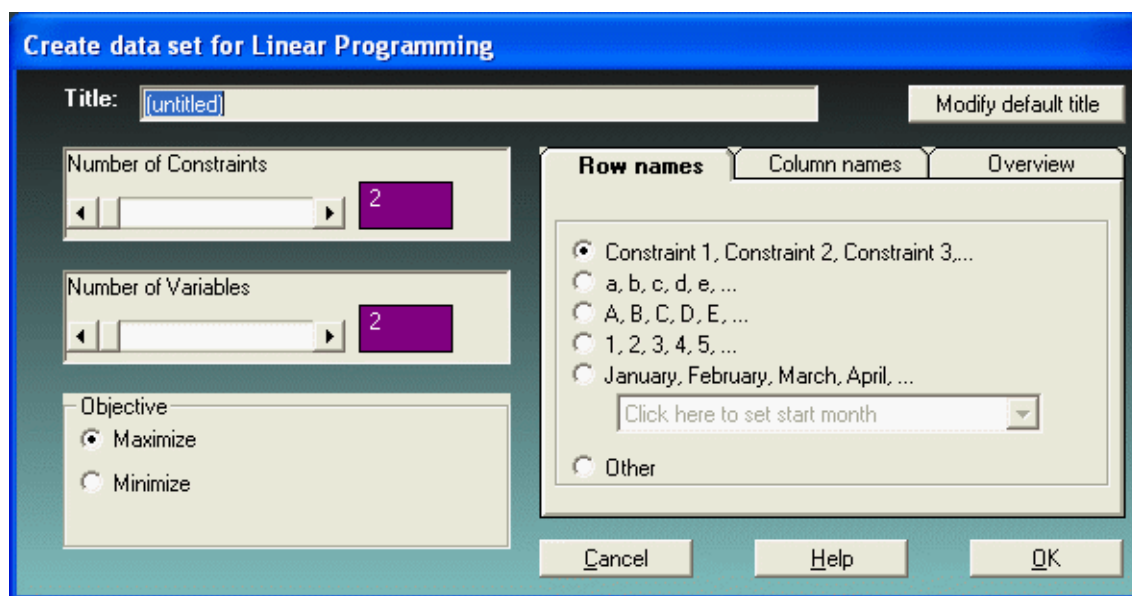 Create data set for Linear Programming
Title: (untitled) Modify default title
Number of Constraints
2
Number of Variables
2
Objective
Maximize
Minimize
Row names Column names Overview
Constraint 1, Constraint 2, Constraint 3,...
a, b, c, d, e, ...
A, B, C, D, E, ...
1, 2, 3, 4, 5, ...
January, February, March, April, ...
Click here to set start month
Other
Cancel Help OK